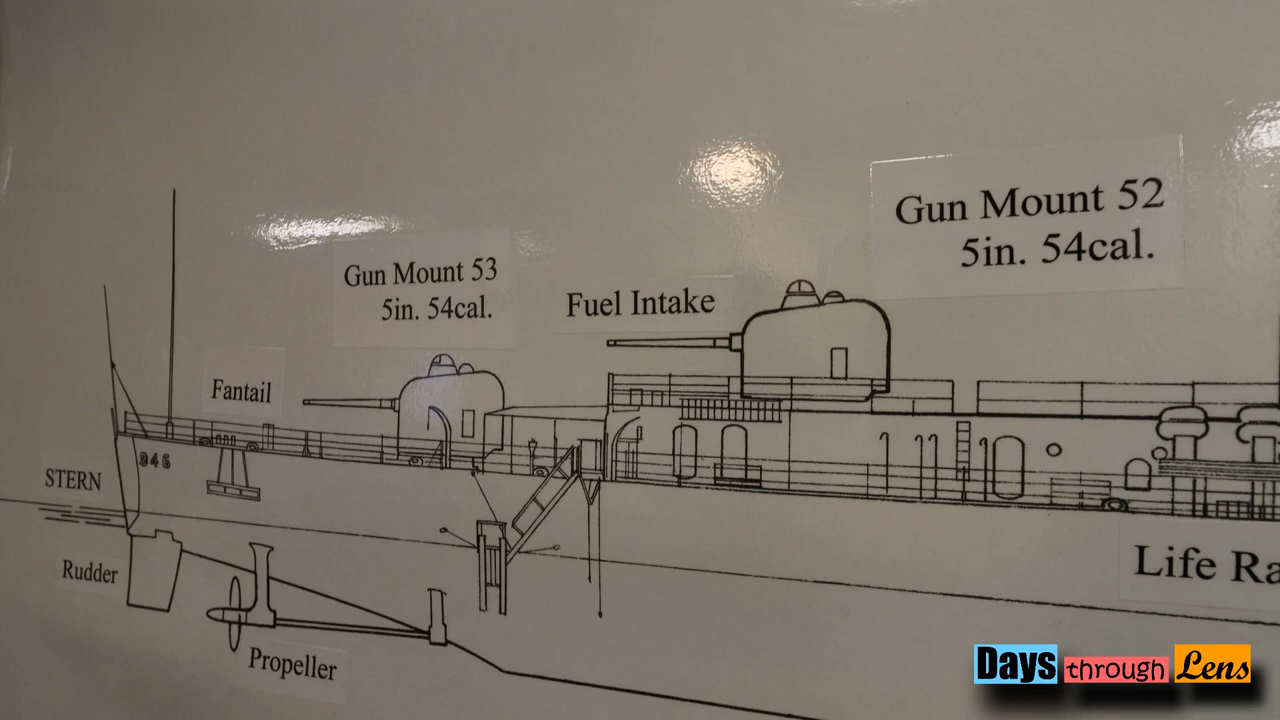 Gun Mount 52
5in. 54cal.
Gun Mount 53
5in. 54cal.
Fuel Intake
Fantail
946
STERN
Rudder
Propeller
Life Ra
Days through Lens